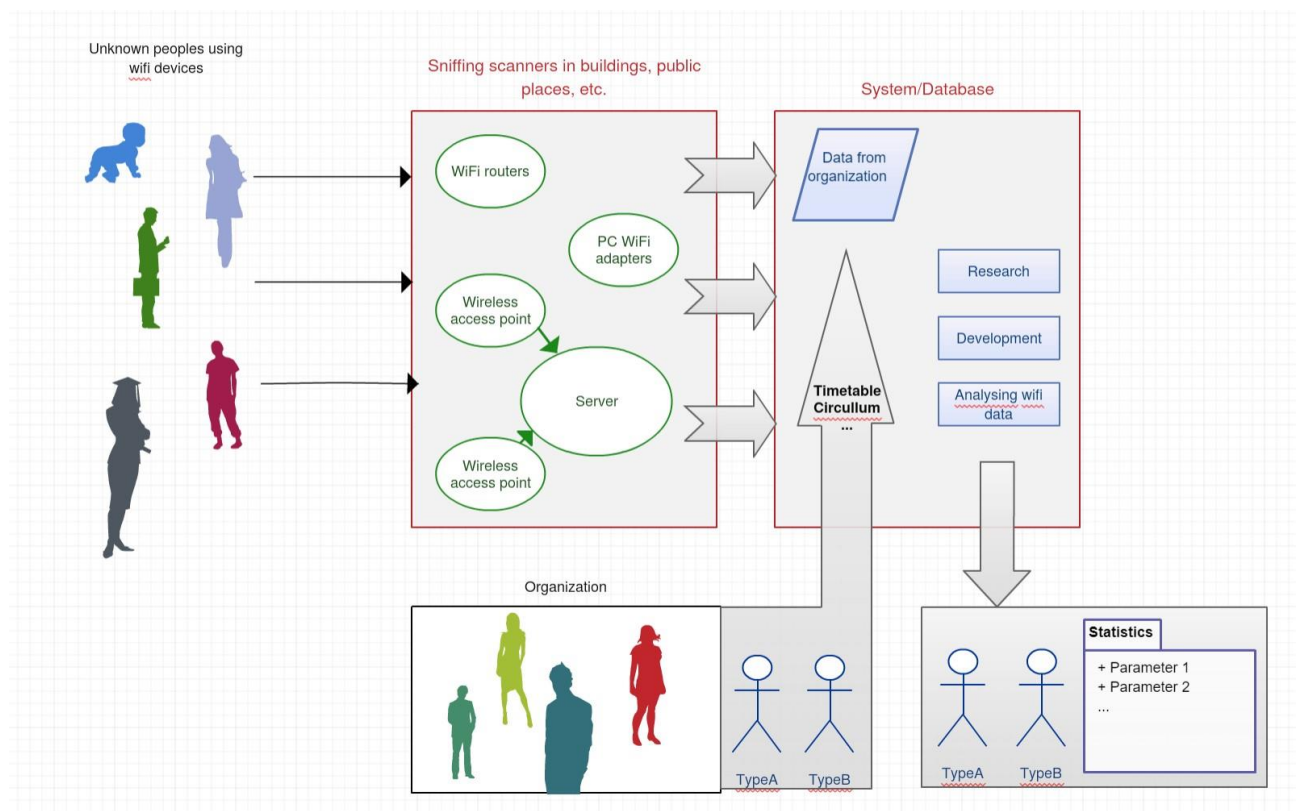 Unknown peoples using
wifi devices
Sniffing scanners in buildings, public
places, etc.
System/Database
WiFi routers
PC WiFi
adapters
Wireless
access point
Server
Wireless
access point
Data from
organization
Research
Development
Analysing wifi
data
Timetable
Circullum
...
Organization
TypeA
TypeB
TypeA
TypeB
Statistics
+ Parameter 1
+ Parameter 2
...